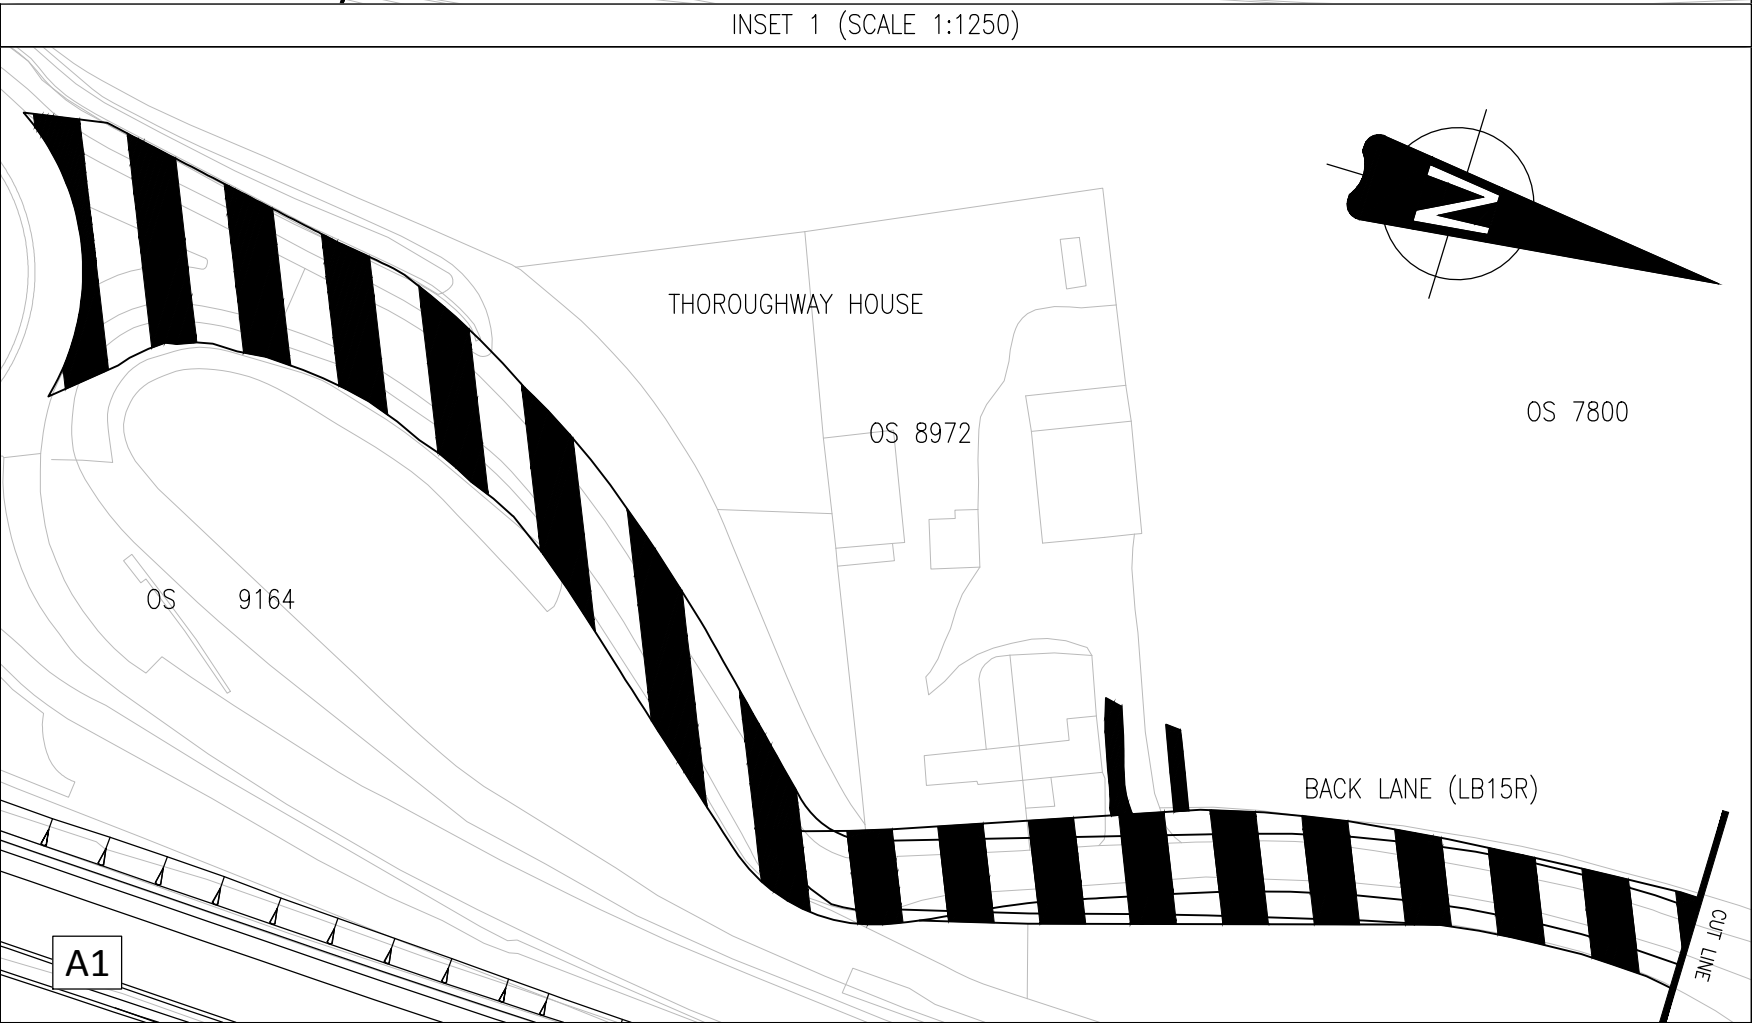 INSET 1 (SCALE 1:1250)
N
THOROUGHWAY HOUSE
OS 7800
OS 8972
OS 9164
BACK LANE (LB15R)
CUT LINE
A1